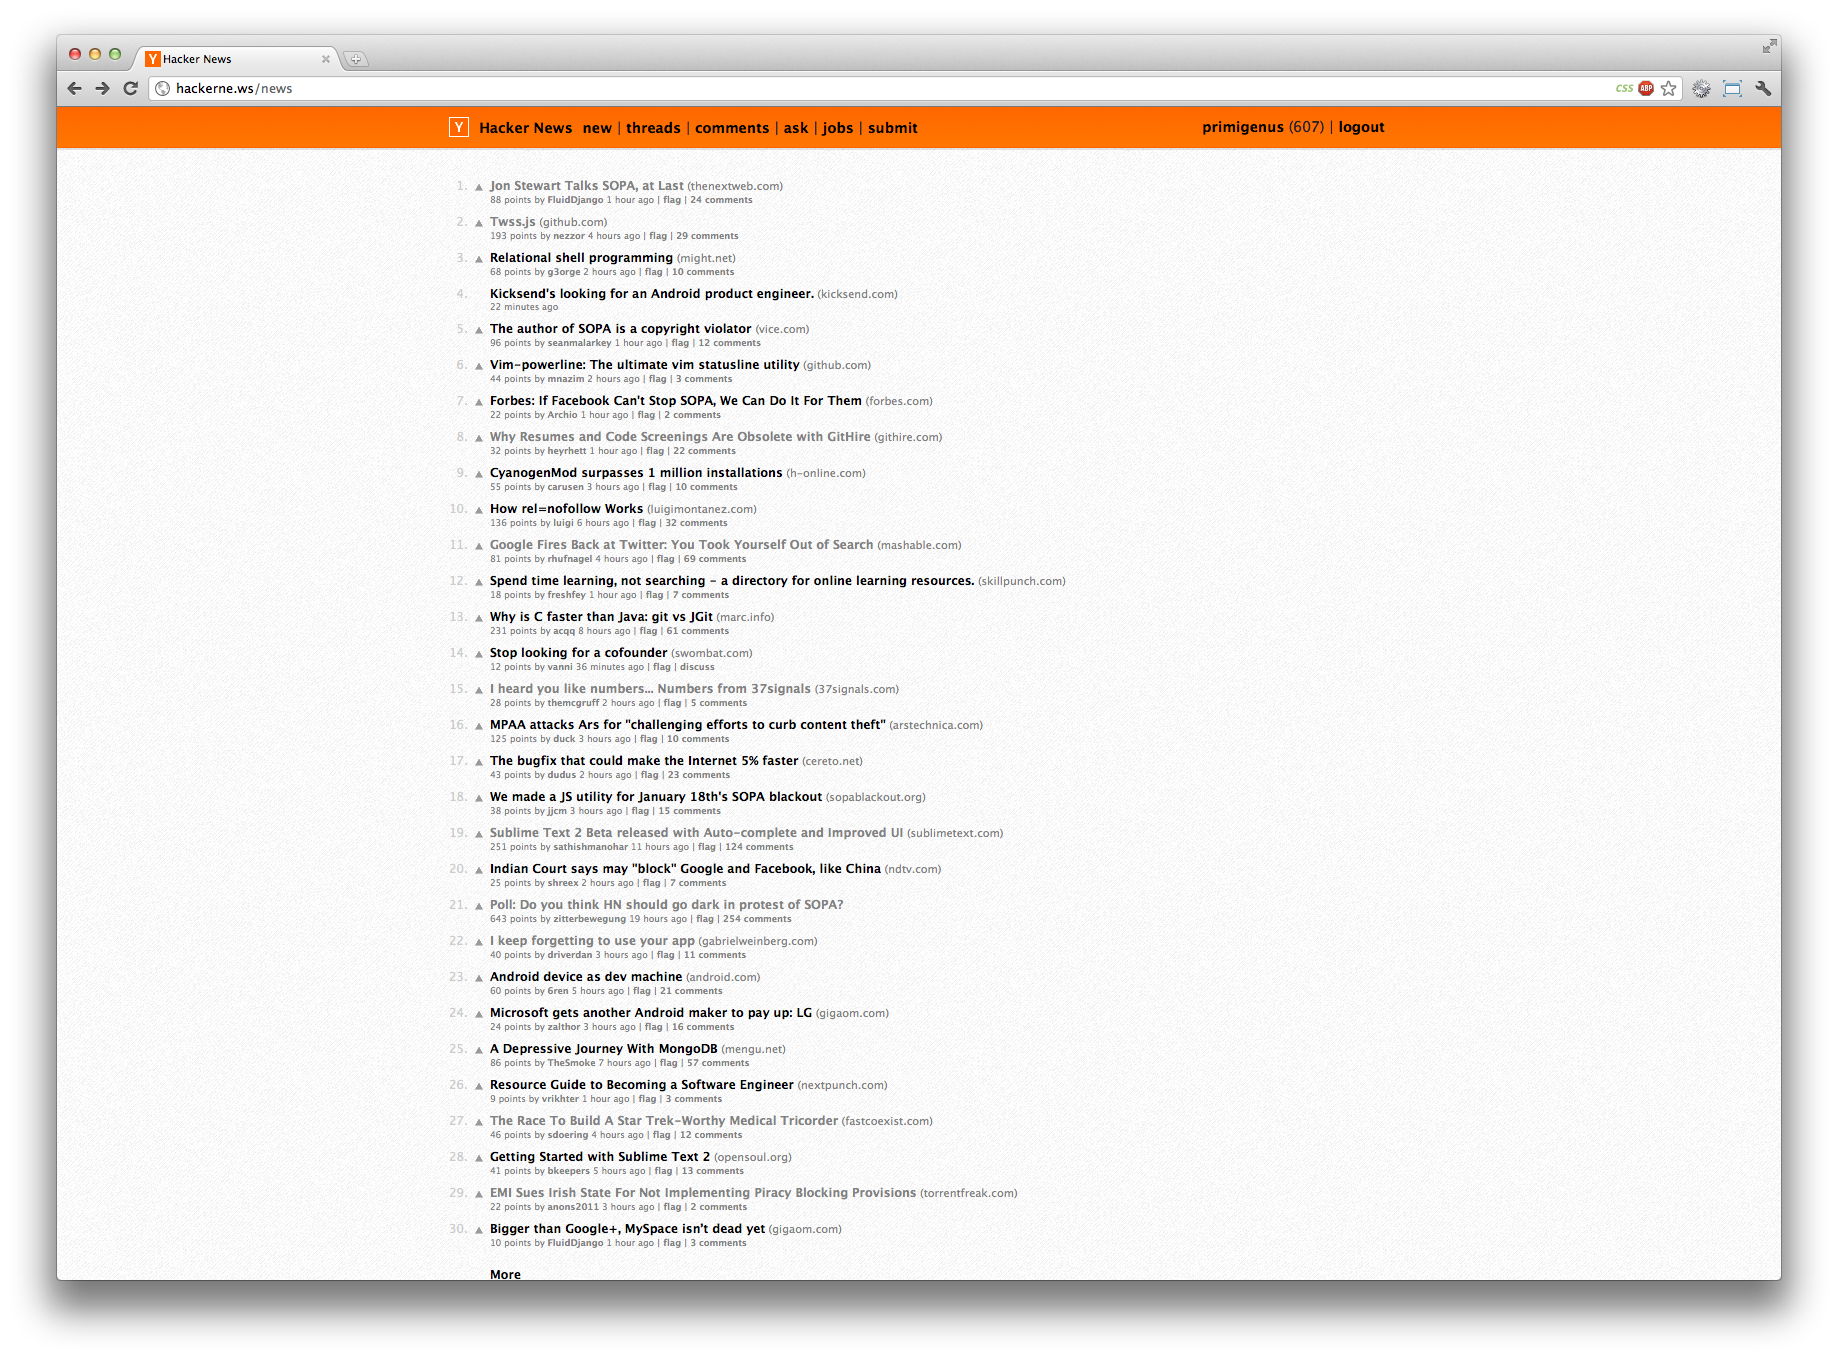 Hacker News
hackerne.ws/news
CSS ABP
Y Hacker News new | threads | comments | ask | jobs | submit primigenus (607) | logout
1. Jon Stewart Talks SOPA, at Last (thenextweb.com)
88 points by FluidDjango 1 hour ago | flag | 24 comments
2. Twss.js (github.com)
193 points by nezzor 4 hours ago | flag | 29 comments
3. Relational shell programming (might.net)
68 points by g3orge 2 hours ago | flag | 10 comments
4. Kicksend's looking for an Android product engineer. (kicksend.com)
22 minutes ago
5. The author of SOPA is a copyright violator (vice.com)
96 points by seanmalarkey 1 hour ago | flag | 12 comments
6. Vim-powerline: The ultimate vim statusline utility (github.com)
44 points by mnazim 2 hours ago | flag | 3 comments
7. Forbes: If Facebook Can't Stop SOPA, We Can Do It For Them (forbes.com)
22 points by Archio 1 hour ago | flag | 2 comments
8. Why Resumes and Code Screenings Are Obsolete with GitHire (githire.com)
32 points by heyrhett 1 hour ago | flag | 22 comments
9. CyanogenMod surpasses 1 million installations (h-online.com)
55 points by carusen 3 hours ago | flag | 10 comments
10. How rel=nofollow Works (luigimontanez.com)
136 points by luigi 6 hours ago | flag | 32 comments
11. Google Fires Back at Twitter: You Took Yourself Out of Search (mashable.com)
81 points by rhufnagel 4 hours ago | flag | 69 comments
12. Spend time learning, not searching - a directory for online learning resources. (skillpunch.com)
18 points by freshfey 1 hour ago | flag | 7 comments
13. Why is C faster than Java: git vs JGit (marc.info)
231 points by acqq 8 hours ago | flag | 61 comments
14. Stop looking for a cofounder (swombat.com)
12 points by vanni 36 minutes ago | flag | discuss
15. I heard you like numbers... Numbers from 37signals (37signals.com)
28 points by themcgruff 2 hours ago | flag | 5 comments
16. MPAA attacks Ars for "challenging efforts to curb content theft" (arstechnica.com)
125 points by duck 3 hours ago | flag | 10 comments
17. The bugfix that could make the Internet 5% faster (cereto.net)
43 points by dudus 2 hours ago | flag | 23 comments
18. We made a JS utility for January 18th's SOPA blackout (sopablackout.org)
38 points by jjcm 3 hours ago | flag | 15 comments
19. Sublime Text 2 Beta released with Auto-complete and Improved UI (sublimetext.com)
251 points by sathishmanohar 11 hours ago | flag | 124 comments
20. Indian Court says may "block" Google and Facebook, like China (ndtv.com)
25 points by shreex 2 hours ago | flag | 7 comments
21. Poll: Do you think HN should go dark in protest of SOPA?
643 points by zitterbewegung 19 hours ago | flag | 254 comments
22. I keep forgetting to use your app (gabrielweinberg.com)
40 points by driverdan 3 hours ago | flag | 11 comments
23. Android device as dev machine (android.com)
60 points by 6ren 5 hours ago | flag | 21 comments
24. Microsoft gets another Android maker to pay up: LG (gigaom.com)
24 points by zalthor 3 hours ago | flag | 16 comments
25. A Depressive Journey With MongoDB (mengu.net)
86 points by TheSmoke 7 hours ago | flag | 57 comments
26. Resource Guide to Becoming a Software Engineer (nextpunch.com)
9 points by vrikhter 1 hour ago | flag | 3 comments
27. The Race To Build A Star Trek-Worthy Medical Tricorder (fastcoexist.com)
46 points by sdoering 4 hours ago | flag | 12 comments
28. Getting Started with Sublime Text 2 (opensoul.org)
41 points by bkeepers 5 hours ago | flag | 13 comments
29. EMI Sues Irish State For Not Implementing Piracy Blocking Provisions (torrentfreak.com)
22 points by anons2011 3 hours ago | flag | 2 comments
30. Bigger than Google+, MySpace isn't dead yet (gigaom.com)
10 points by FluidDjango 1 hour ago | flag | 3 comments
More